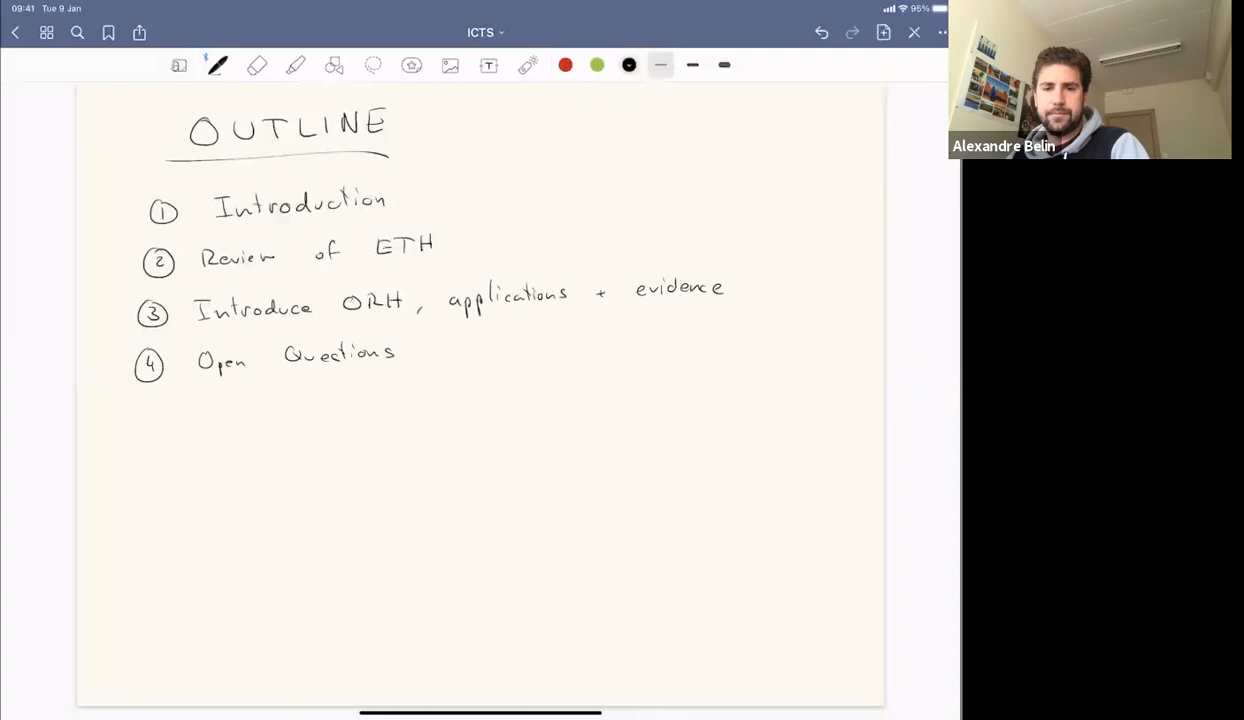 09:41 Tue 9 Jan
95%
ICTS
T
Alexandre Belin
OUTLINE
1 Introduction
2 Review of ETH
3 Introduce ORH, applications + evidence
4 Open Questions